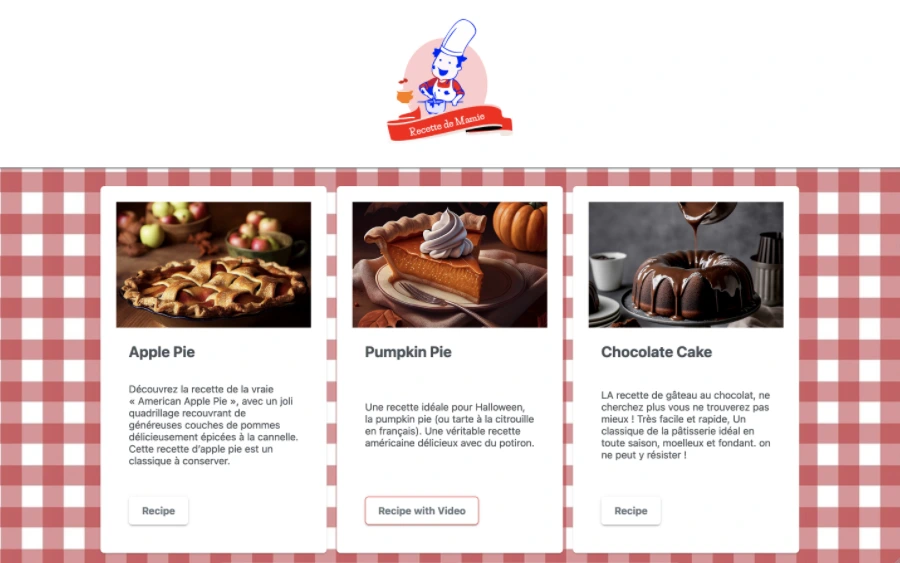 Recette de Mamie
Apple Pie
Découvrez la recette de la vraie
« American Apple Pie », avec un joli
quadrillage recouvrant de
généreuses couches de pommes
délicieusement épicées à la cannelle.
Cette recette d'apple pie est un
classique à conserver.
Recipe
Pumpkin Pie
Une recette idéale pour Halloween,
la pumpkin pie (ou tarte à la citrouille
en français). Une véritable recette
américaine délicieux avec du potiron.
Recipe with Video
Chocolate Cake
LA recette de gâteau au chocolat, ne
cherchez plus vous ne trouverez pas
mieux ! Très facile et rapide, Un
classique de la pâtisserie idéal en
toute saison, moelleux et fondant. on
ne peut y résister !
Recipe